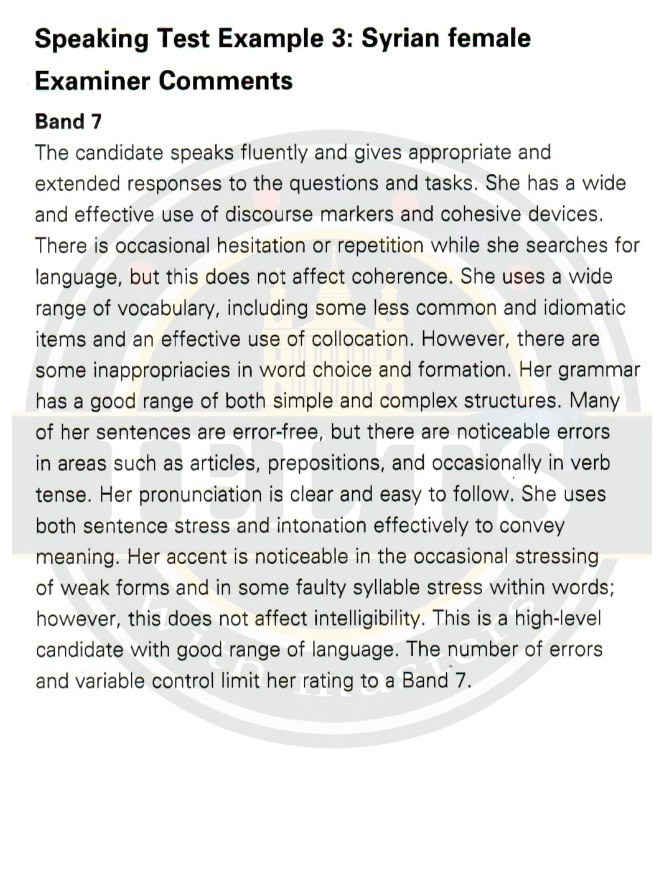 Speaking Test Example 3: Syrian female
Examiner Comments
Band 7
The candidate speaks fluently and gives appropriate and
extended responses to the questions and tasks. She has a wide
and effective use of discourse markers and cohesive devices.
There is occasional hesitation or repetition while she searches for
language, but this does not affect coherence. She uses a wide
range of vocabulary, including some less common and idiomatic
items and an effective use of collocation. However, there are
some inappropriacies in word choice and formation. Her grammar
has a good range of both simple and complex structures. Many
of her sentences are error-free, but there are noticeable errors
in areas such as articles, prepositions, and occasionally in verb
tense. Her pronunciation is clear and easy to follow. She uses
both sentence stress and intonation effectively to convey
meaning. Her accent is noticeable in the occasional stressing
of weak forms and in some faulty syllable stress within words;
however, this does not affect intelligibility. This is a high-level
candidate with good range of language. The number of errors
and variable control limit her rating to a Band 7.
IELTS